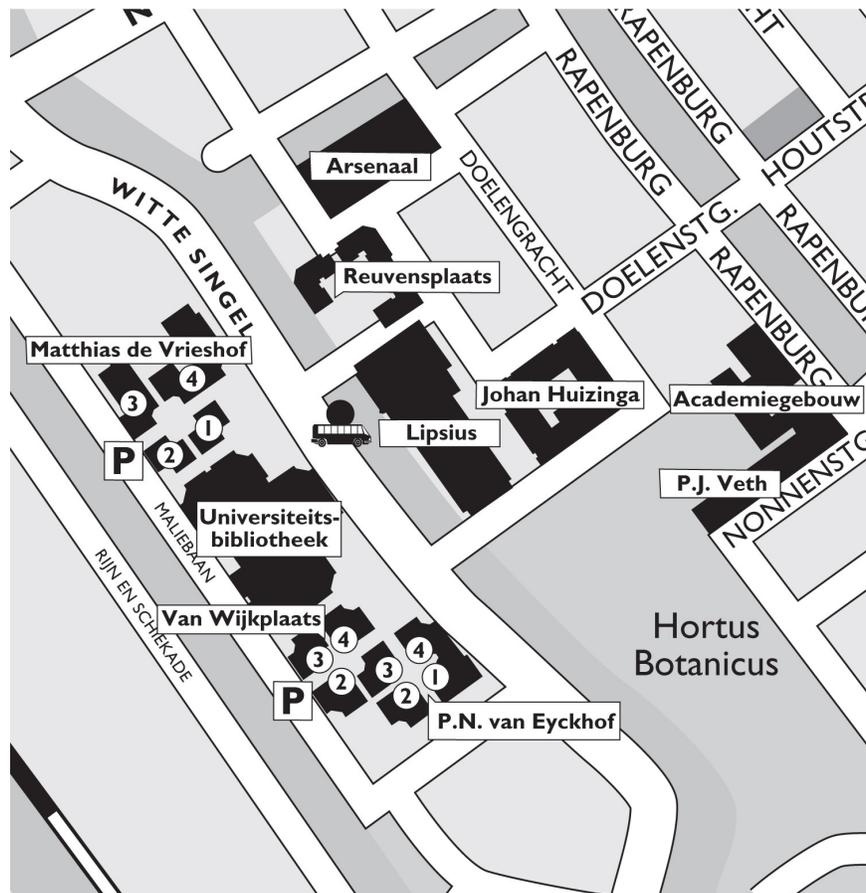 N
RAPENBURG
RAPENBURG
HOUTST
Arsenaal
DOELENGRACHT
WITTE SINGEL
DOELENSTG.
RAPENBURG
RAPENBU
Reuvensplaats
Matthias de Vrieshof
4
3
1
2
P
Johan Huizinga
Academiegebouw
Lipsius
P.J. Veth
NONNENSTG
Universiteits-
bibliotheek
MALIEBAAN
RIJN EN SCHIEKADE
Van Wijkplaats
4
3
2
4
3
1
2
P
P.N. van Eyckhof
Hortus
Botanicus